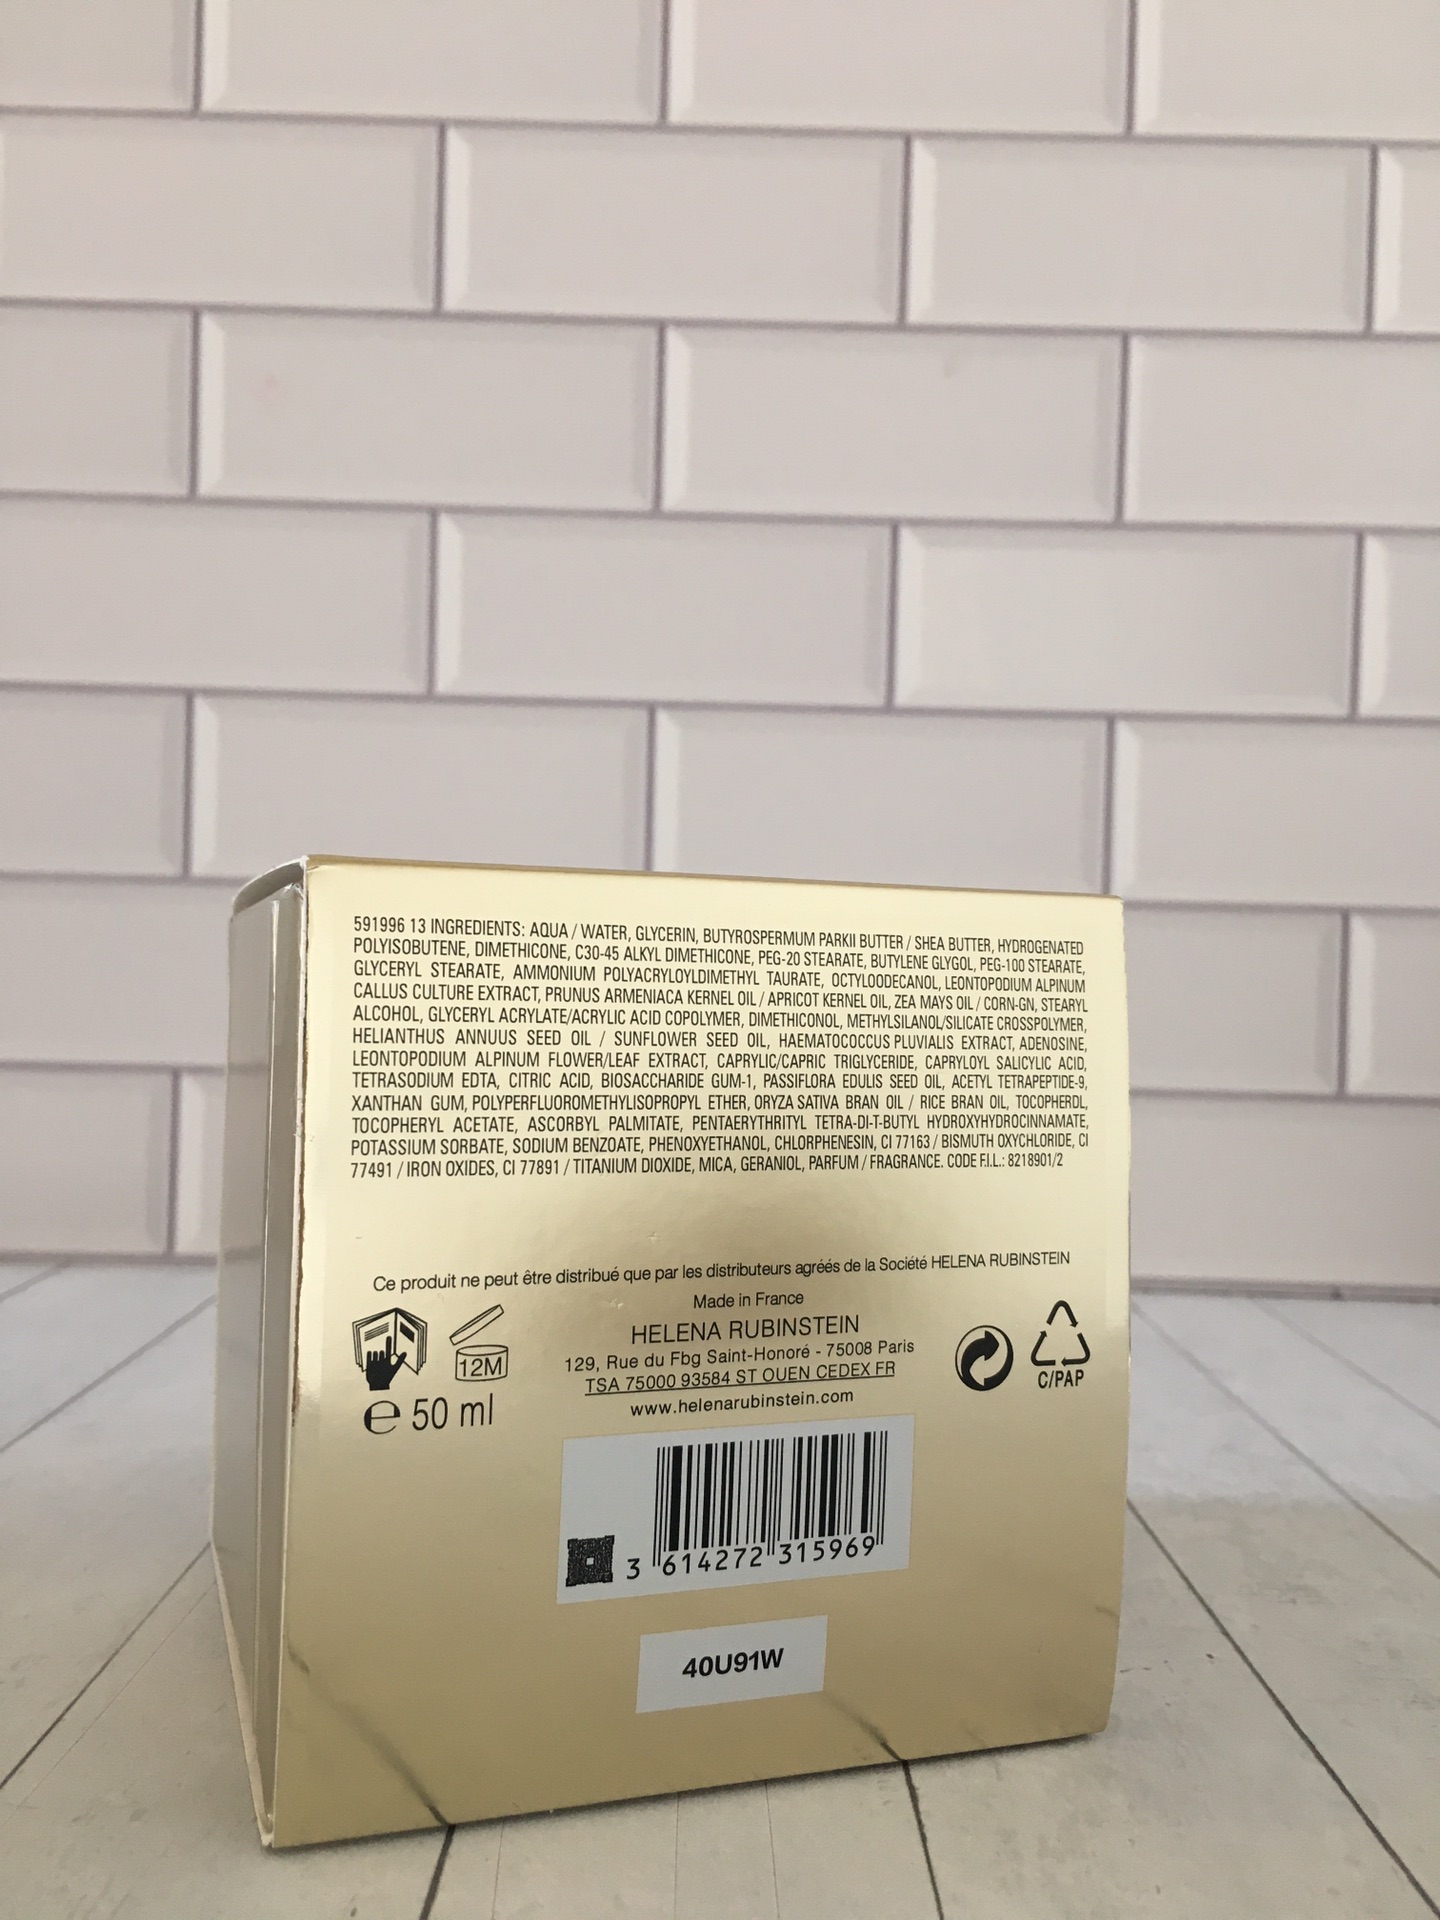 591996 13 INGREDIENTS: AQUA / WATER, GLYCERIN, BUTYROSPERMUM PARKII BUTTER / SHEA BUTTER, HYDROGENATED
POLYISOBUTENE, DIMETHICONE, C30-45 ALKYL DIMETHICONE, PEG-20 STEARATE, BUTYLENE GLYGOL, PEG-100 STEARATE,
GLYCERYL STEARATE, AMMONIUM POLYACRYLOYLDIMETHYL TAURATE, OCTYLOODECANOL, LEONTOPODIUM ALPINUM
CALLUS CULTURE EXTRACT, PRUNUS ARMENIACA KERNEL OIL / APRICOT KERNEL OIL, ZEA MAYS OIL / CORN-GN, STEARYL
ALCOHOL, GLYCERYL ACRYLATE/ACRYLIC ACID COPOLYMER, DIMETHICONOL, METHYLSILANOL/SILICATE CROSSPOLYMER,
HELIANTHUS ANNUUS SEED OIL / SUNFLOWER SEED OIL, HAEMATOCOCCUS PLUVIALIS EXTRACT, ADENOSINE,
LEONTOPODIUM ALPINUM FLOWER/LEAF EXTRACT, CAPRYLIC/CAPRIC TRIGLYCERIDE, CAPRYLOYL SALICYLIC ACID,
TETRASODIUM EDTA, CITRIC ACID, BIOSACCHARIDE GUM-1, PASSIFLORA EDULIS SEED OIL, ACETYL TETRAPEPTIDE-9,
XANTHAN GUM, POLYPERFLUOROMETHYLISOPROPYL ETHER, ORYZA SATIVA BRAN OIL / RICE BRAN OIL, TOCOPHERDL,
TOCOPHERYL ACETATE, ASCORBYL PALMITATE, PENTAERYTHRITYL TETRA-DI-T-BUTYL HYDROXYHYDROCINNAMATE,
POTASSIUM SORBATE, SODIUM BENZOATE, PHENOXYETHANOL, CHLORPHENESIN, CI 77163 / BISMUTH OXYCHLORIDE, CI
77491 / IRON OXIDES, CI 77891 / TITANIUM DIOXIDE, MICA, GERANIOL, PARFUM / FRAGRANCE. CODE F.I.L.: 8218901/2
Ce produit ne peut être distribué que par les distributeurs agréés de la Société HELENA RUBINSTEIN
Made in France
HELENA RUBINSTEIN
129, Rue du Fbg Saint-Honoré - 75008 Paris
TSA 75000 93584 ST OUEN CEDEX FR
www.helenarubinstein.com
12M
e 50 ml
C/PAP
3 614272 315969
40U91W